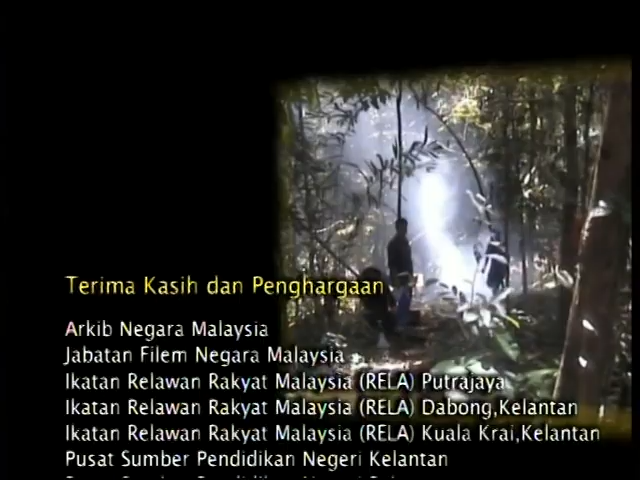 Terima Kasih dan Penghargaan
Arkib Negara Malaysia
Jabatan Filem Negara Malaysia
Ikatan Relawan Rakyat Malaysia (RELA) Putrajaya
Ikatan Relawan Rakyat Malaysia (RELA) Dabong,Kelantan
Ikatan Relawan Rakyat Malaysia (RELA) Kuala Krai,Kelantan
Pusat Sumber Pendidikan Negeri Kelantan